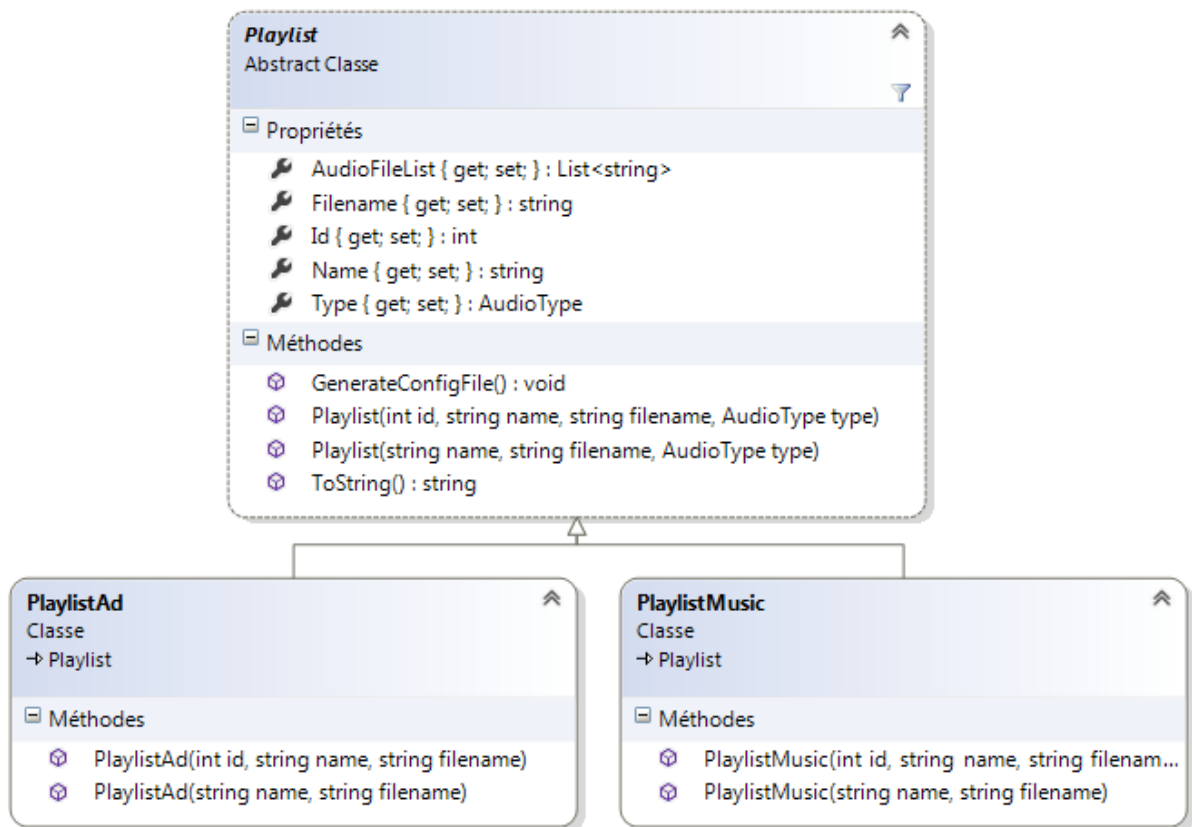 Playlist
Abstract Classe
Propriétés
AudioFileList { get; set; } : List<string>
Filename { get; set; } : string
Id { get; set; } : int
Name { get; set; } : string
Type { get; set; } : AudioType
Méthodes
GenerateConfigFile() : void
Playlist(int id, string name, string filename, AudioType type)
Playlist(string name, string filename, AudioType type)
ToString() : string
PlaylistAd
Classe
Playlist
Méthodes
PlaylistAd(int id, string name, string filename)
PlaylistAd(string name, string filename)
PlaylistMusic
Classe
Playlist
Méthodes
PlaylistMusic(int id, string name, string filenam...
PlaylistMusic(string name, string filename)